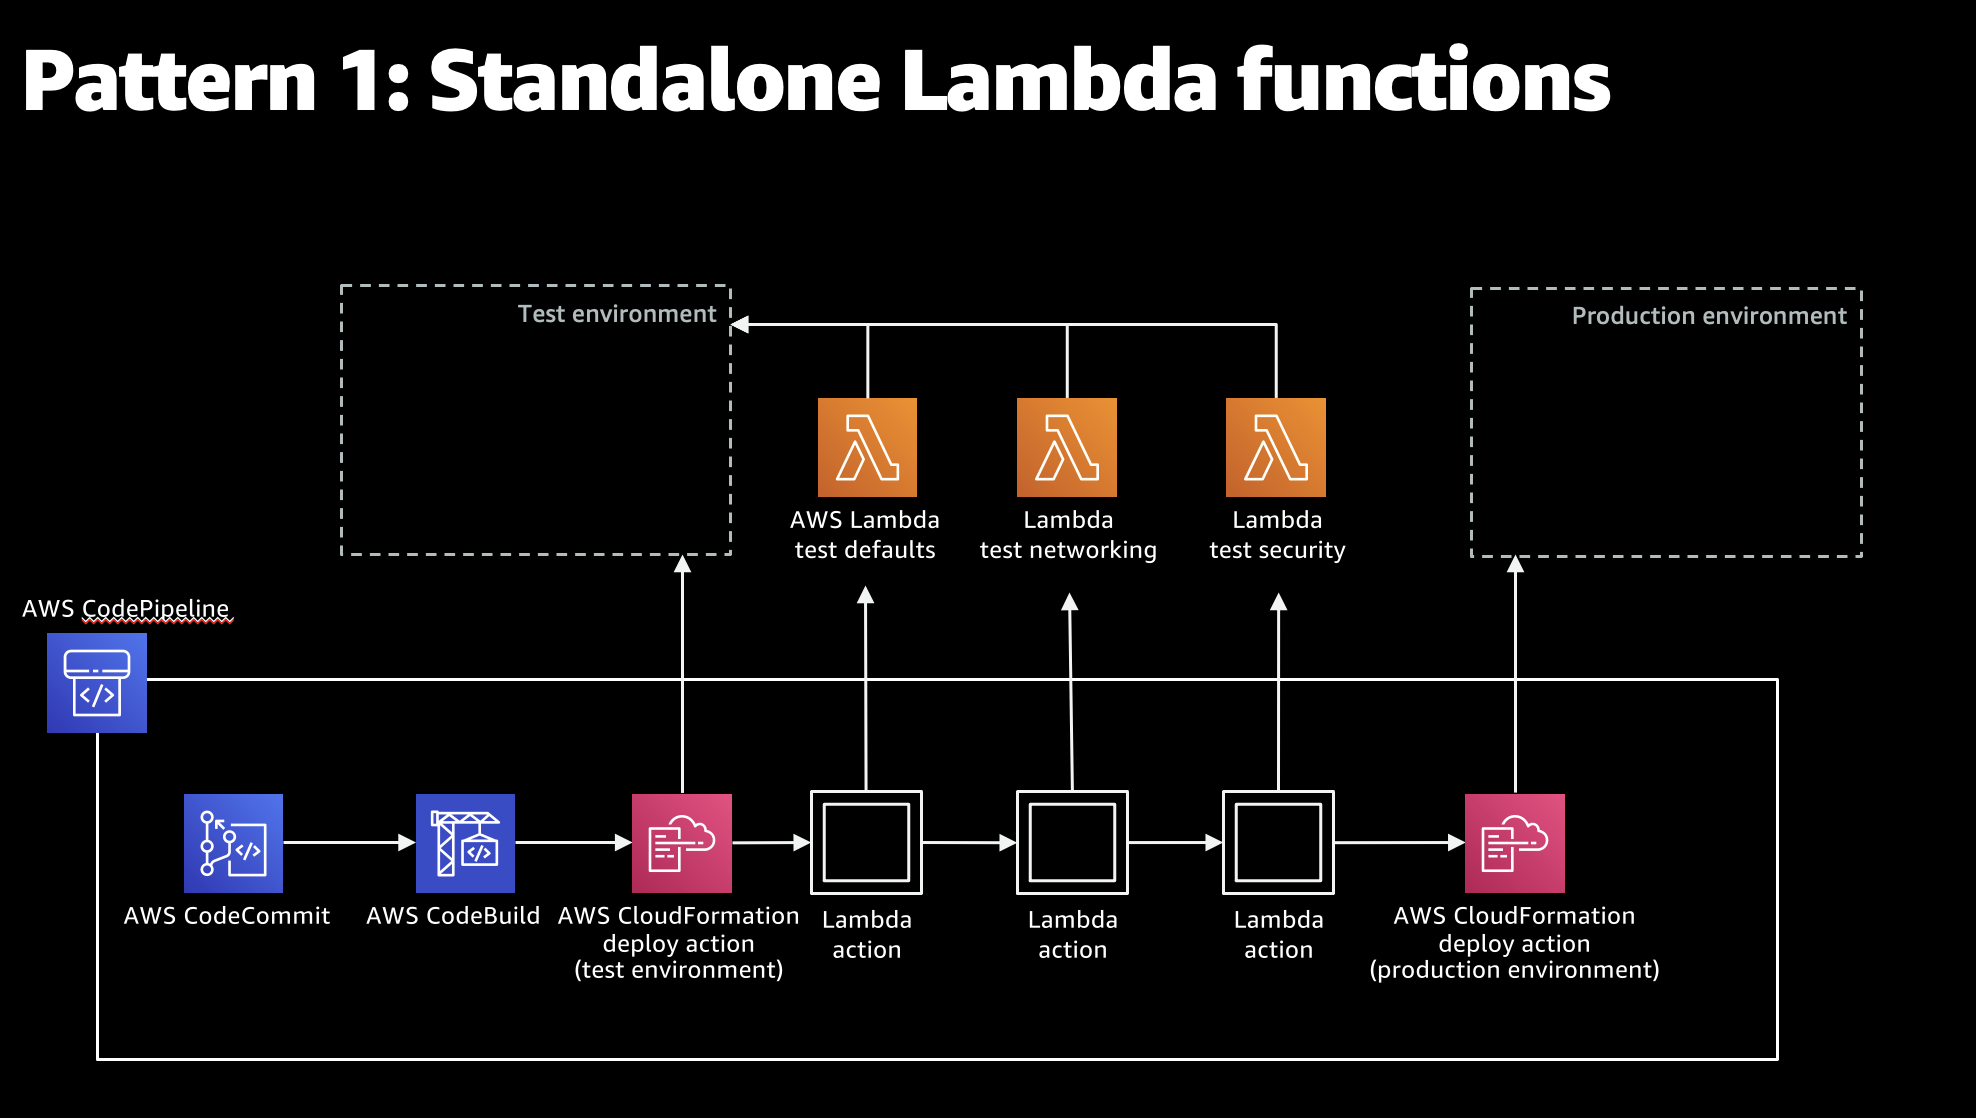 Pattern 1: Standalone Lambda functions
Test environment
Production environment
AWS Lambda
test defaults
Lambda
test networking
Lambda
test security
AWS CodePipeline
AWS CodeCommit
AWS CodeBuild
AWS CloudFormation
deploy action
(test environment)
Lambda
action
Lambda
action
Lambda
action
AWS CloudFormation
deploy action
(production environment)